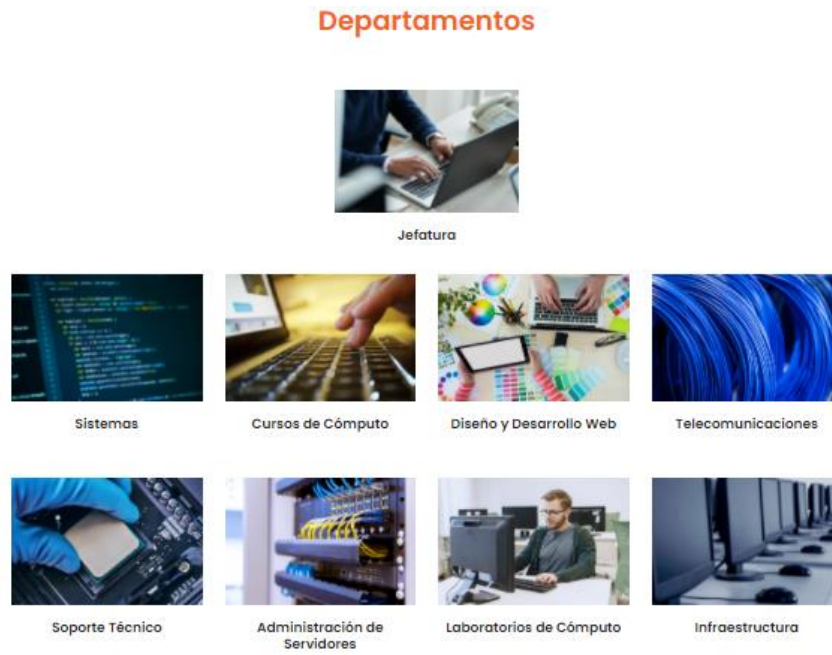 Departamentos
Jefatura
Sistemas
Cursos de Cómputo
Diseño y Desarrollo Web
Telecomunicaciones
Soporte Técnico
Administración de
Servidores
Laboratorios de Cómputo
Infraestructura